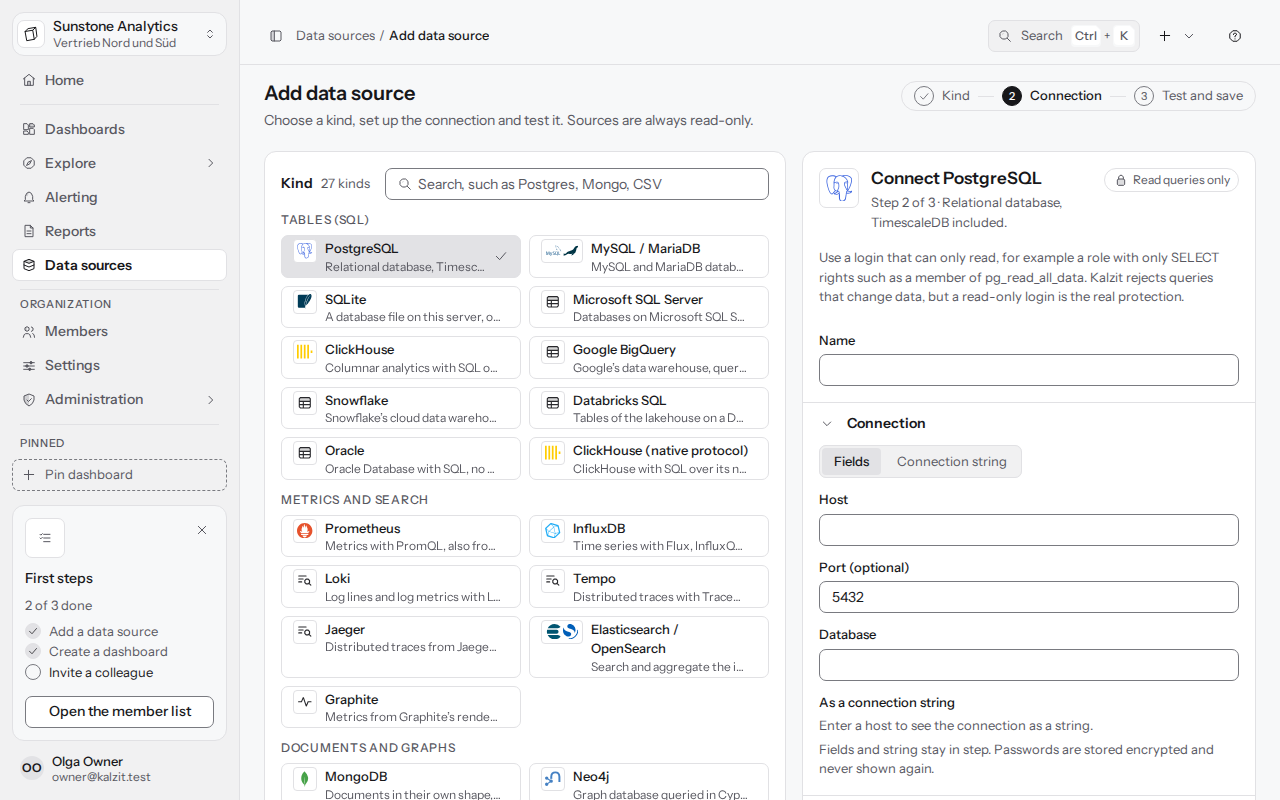 Sunstone Analytics
Vertrieb Nord und Süd
Home
Dashboards
Explore
Alerting
Reports
Data sources
ORGANIZATION
Members
Settings
Administration
PINNED
Pin dashboard
First steps
2 of 3 done
Add a data source
Create a dashboard
Invite a colleague
Open the member list
OO
Olga Owner
owner@kalzit.test
Data sources / Add data source
Search Ctrl + K
Add data source
Choose a kind, set up the connection and test it. Sources are always read-only.
Kind
2 Connection
3 Test and save
Kind 27 kinds
Search, such as Postgres, Mongo, CSV
TABLES (SQL)
PostgreSQL
Relational database, Timesc…
MySQL / MariaDB
MySQL and MariaDB datab…
SQLite
A database file on this server, o…
Microsoft SQL Server
Databases on Microsoft SQL S…
ClickHouse
Columnar analytics with SQL o…
Google BigQuery
Google’s data warehouse, quer…
Snowflake
Snowflake’s cloud data wareho…
Databricks SQL
Tables of the lakehouse on a D…
Oracle
Oracle Database with SQL, no …
ClickHouse (native protocol)
ClickHouse with SQL over its n…
METRICS AND SEARCH
Prometheus
Metrics with PromQL, also fro…
InfluxDB
Time series with Flux, InfluxQ…
Loki
Log lines and log metrics with L…
Tempo
Distributed traces with Trace…
Jaeger
Distributed traces from Jaege…
Elasticsearch /
OpenSearch
Search and aggregate the i…
Graphite
Metrics from Graphite’s rende…
DOCUMENTS AND GRAPHS
MongoDB
Documents in their own shape,…
Neo4j
Graph database queried in Cyp…
Connect PostgreSQL
Read queries only
Step 2 of 3 · Relational database,
TimescaleDB included.
Use a login that can only read, for example a role with only SELECT
rights such as a member of pg_read_all_data. Kalzit rejects queries
that change data, but a read-only login is the real protection.
Name
Connection
Fields
Connection string
Host
Port (optional)
5432
Database
As a connection string
Enter a host to see the connection as a string.
Fields and string stay in step. Passwords are stored encrypted and
never shown again.